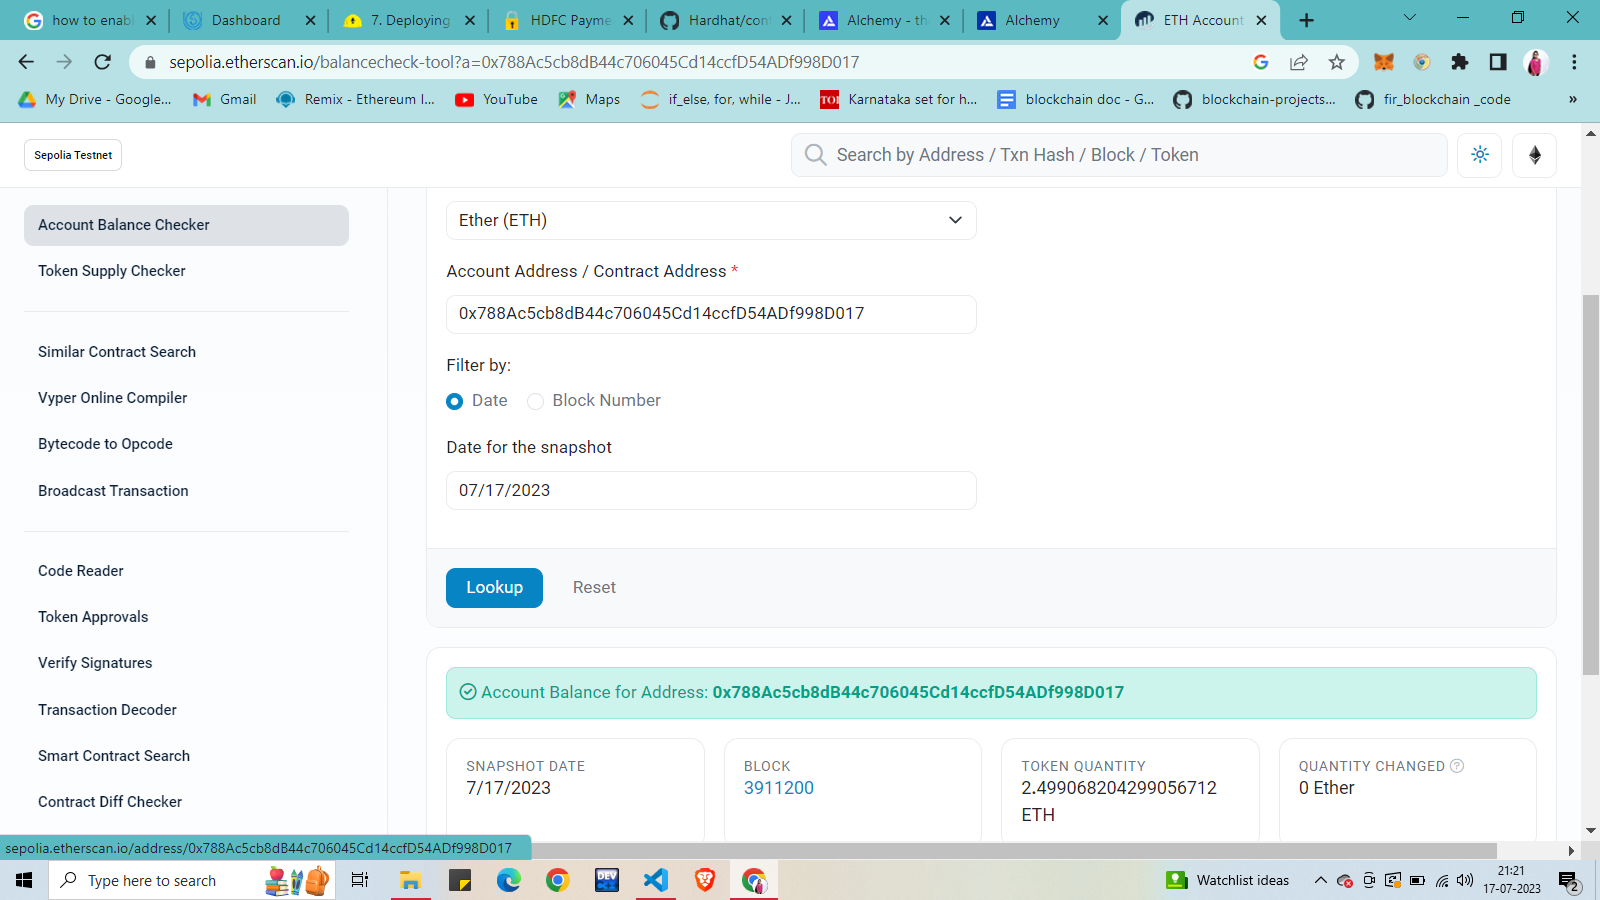 how to enabl
Dashboard
7. Deploying
HDFC Payme
Hardhat/con
Alchemy - th
Alchemy
ETH Account
sepolia.etherscan.io/balancecheck-tool?a=0x788Ac5cb8dB44c706045Cd14ccfD54ADf998D017
My Drive - Google...
Gmail
Remix - Ethereum I...
YouTube
Maps
if_else, for, while - J...
TOI
Karnataka set for h...
blockchain doc - G...
blockchain-projects...
fir_blockchain _code
»
Sepolia Testnet
Search by Address / Txn Hash / Block / Token
Account Balance Checker
Token Supply Checker
Similar Contract Search
Vyper Online Compiler
Bytecode to Opcode
Broadcast Transaction
Code Reader
Token Approvals
Verify Signatures
Transaction Decoder
Smart Contract Search
Contract Diff Checker
Ether (ETH)
Account Address / Contract Address *
0x788Ac5cb8dB44c706045Cd14ccfD54ADf998D017
Filter by:
Date
Block Number
Date for the snapshot
07/17/2023
Lookup
Reset
Account Balance for Address: 0x788Ac5cb8dB44c706045Cd14ccfD54ADf998D017
SNAPSHOT DATE
7/17/2023
BLOCK
3911200
TOKEN QUANTITY
2.499068204299056712
ETH
QUANTITY CHANGED
0 Ether
sepolia.etherscan.io/address/0x788Ac5cb8dB44c706045Cd14ccfD54ADf998D017
Type here to search
DEV
Watchlist ideas
21:21
17-07-2023
2